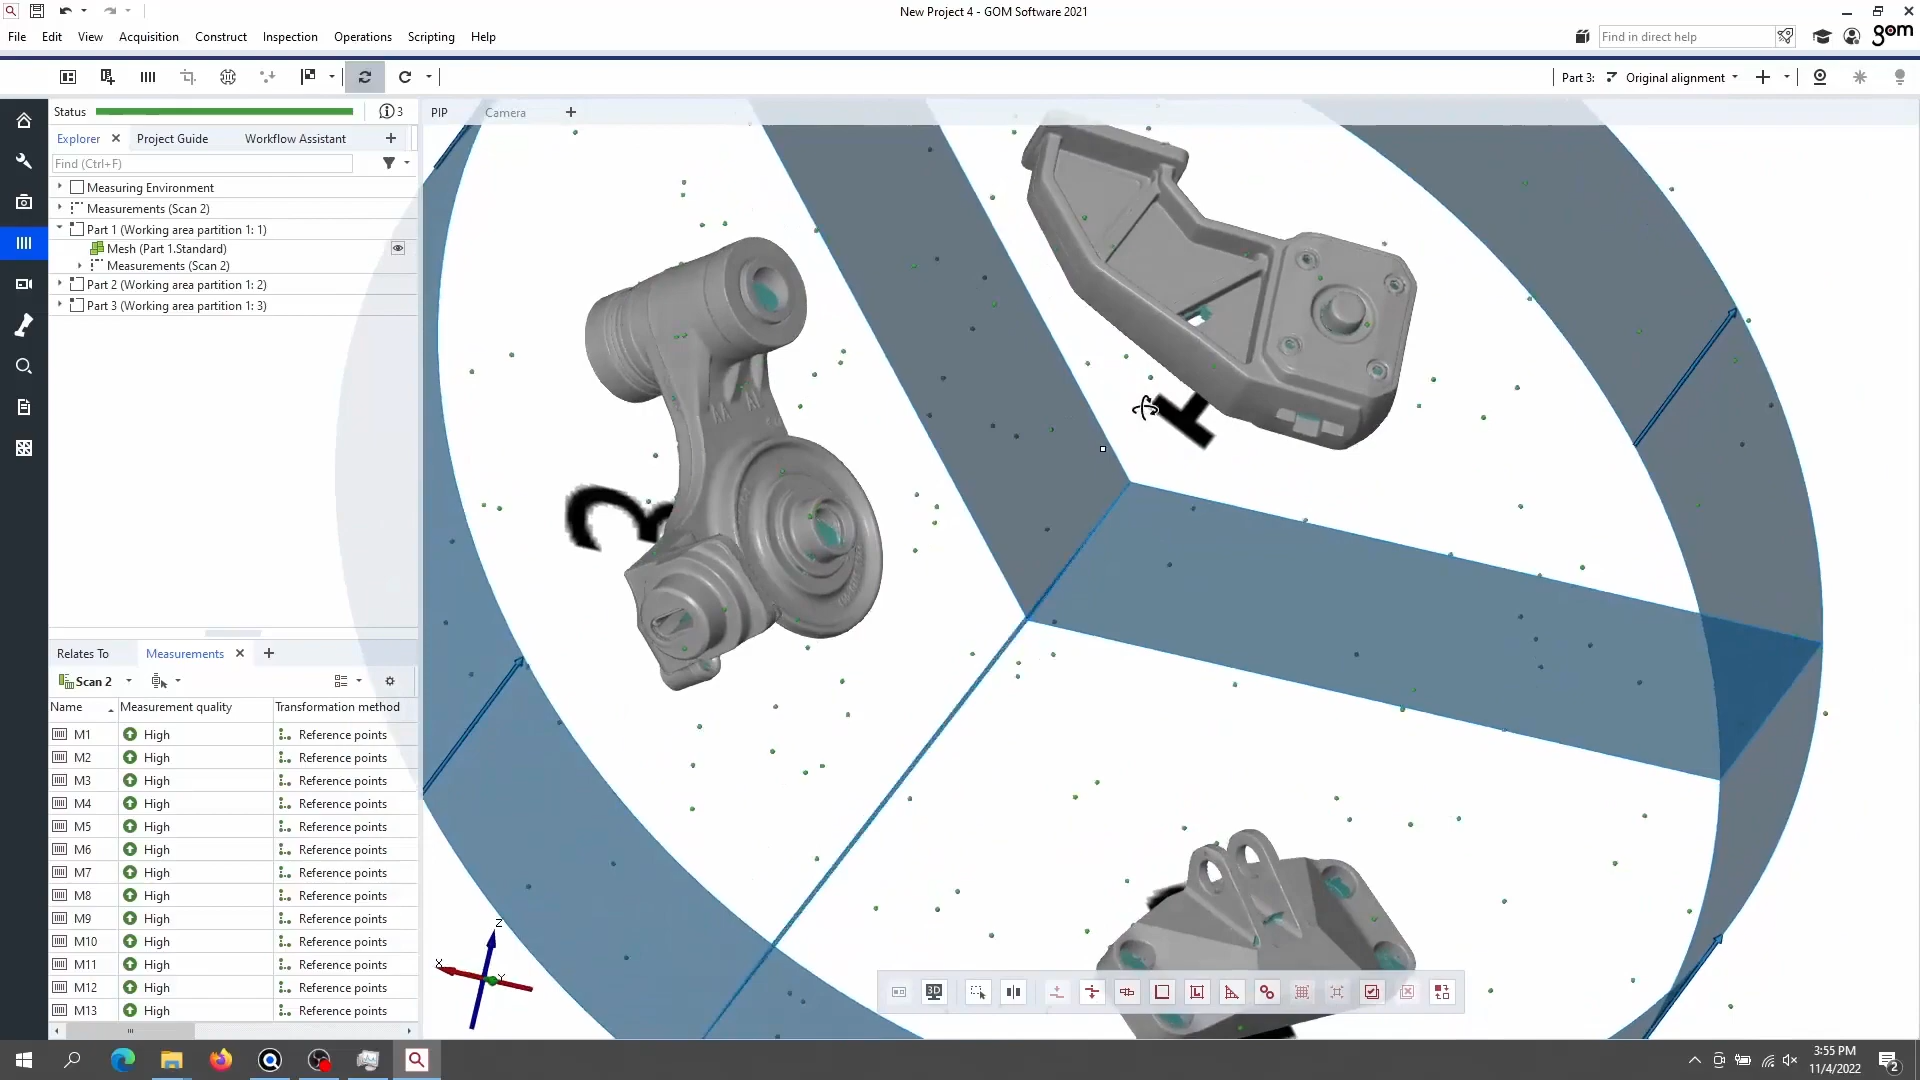 New Project 4 - GOM Software 2021
File Edit View Acquisition Construct Inspection Operations Scripting Help
Find in direct help
gom
Part 3: Original alignment
Status 3
Explorer Project Guide Workflow Assistant
Find (Ctrl+F)
Measuring Environment
Measurements (Scan 2)
Part 1 (Working area partition 1: 1)
Mesh (Part 1.Standard)
Measurements (Scan 2)
Part 2 (Working area partition 1: 2)
Part 3 (Working area partition 1: 3)
PIP Camera
3
Relates To Measurements
Scan 2
Name Measurement quality Transformation method
M1 High Reference points
M2 High Reference points
M3 High Reference points
M4 High Reference points
M5 High Reference points
M6 High Reference points
M7 High Reference points
M8 High Reference points
M9 High Reference points
M10 High Reference points
M11 High Reference points
M12 High Reference points
M13 High Reference points
Z
X
Y
3D
3:55 PM
11/4/2022
2